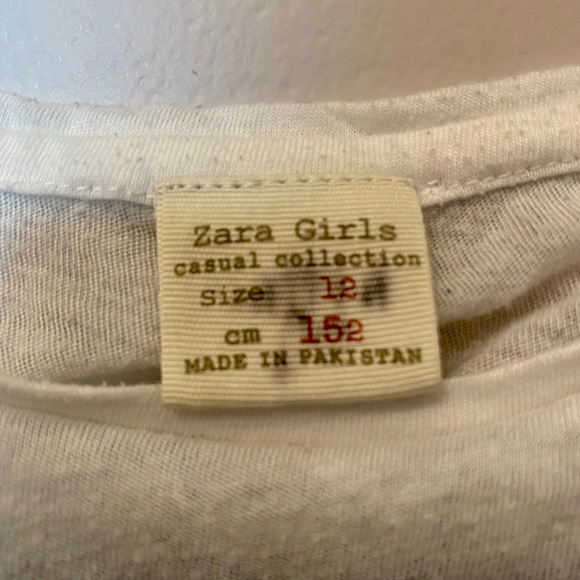 Zara Girls
casual collection
Size 12
cm 152
MADE IN PAKISTAN